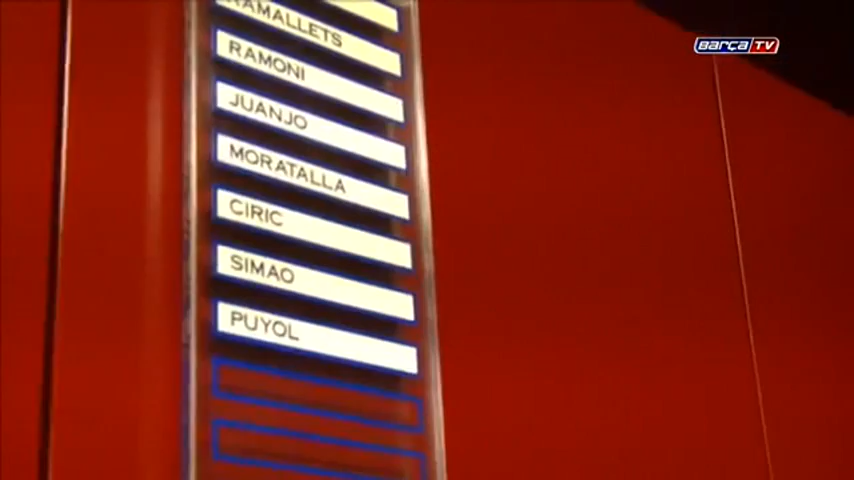 RAMALLETS
BARÇA TV
RAMONI
JUANJO
MORATALLA
CIRIC
SIMAO
PUYOL